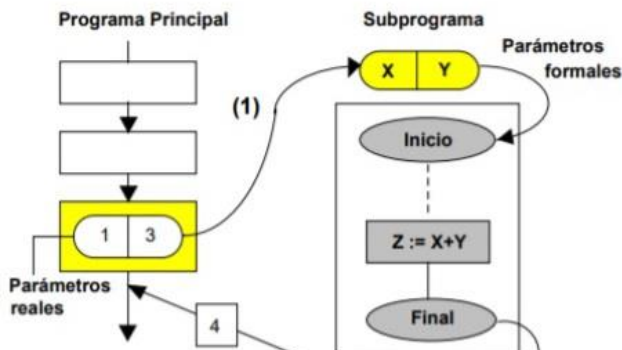 Programa Principal
Subprograma
X Y
Parámetros
formales
(1)
Inicio
1 3
Z := X+Y
Parámetros
reales
4
Final